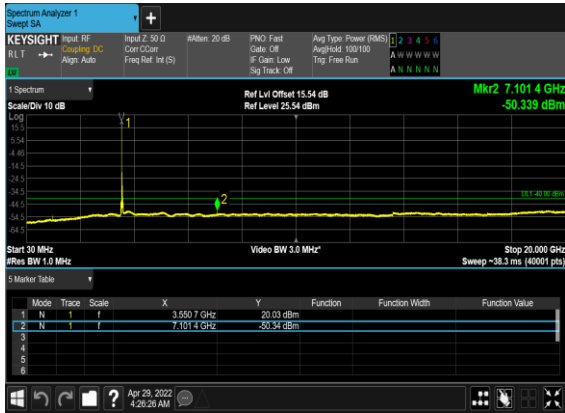 Spectrum Analyzer 1
Swept SA
KEYSIGHT Input: RF Input Z: 50 Ω #Atten: 20 dB PNO: Fast Avg Type: Power (RMS) 1 2 3 4 5 6
RLT Coupling: DC Corr CCorr Gate: Off Avg|Hold: 100/100 A W W W W W
Align: Auto Freq Ref: Int (S) IF Gain: Low Trig: Free Run
LXI Sig Track: Off A N N N N N
1 Spectrum Ref Lvl Offset 15.54 dB Mkr2 7.101 4 GHz
Scale/Div 10 dB Ref Level 25.54 dBm -50.339 dBm
Log
15.5
5.54
-4.46
-14.5
-24.5
-34.5
-44.5
-54.5
-64.5
1
2
DL1 -40.00 dBm
Start 30 MHz Video BW 3.0 MHz* Stop 20.000 GHz
#Res BW 1.0 MHz Sweep ~38.3 ms (40001 pts)
5 Marker Table
Mode Trace Scale X Y Function Function Width Function Value
1 N 1 f 3.550 7 GHz 20.03 dBm
2 N 1 f 7.101 4 GHz -50.34 dBm
3
4
5
6
? Apr 29, 2022
4:26:26 AM